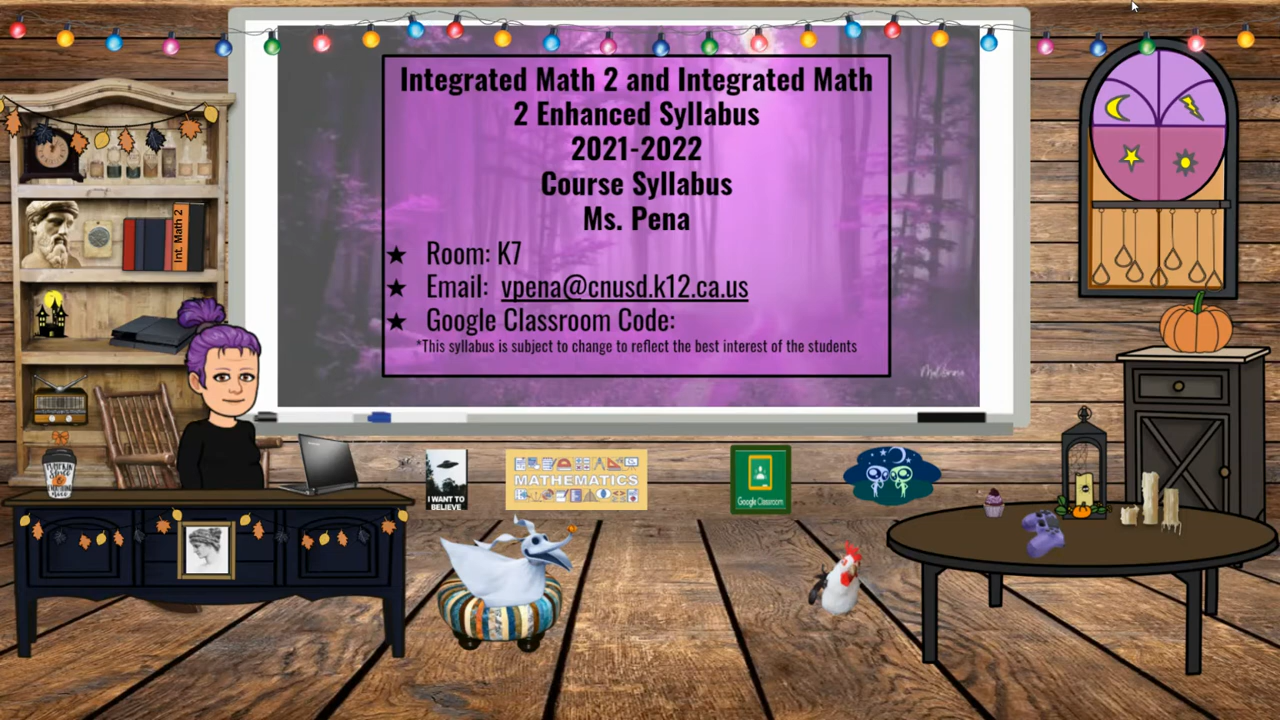 Integrated Math 2 and Integrated Math
2 Enhanced Syllabus
2021-2022
Course Syllabus
Ms. Pena
★ Room: K7
★ Email: vpena@cnusd.k12.ca.us
★ Google Classroom Code:
*This syllabus is subject to change to reflect the best interest of the students
Int. Math 2
I WANT TO
BELIEVE
MATHEMATICS
Google Classroom